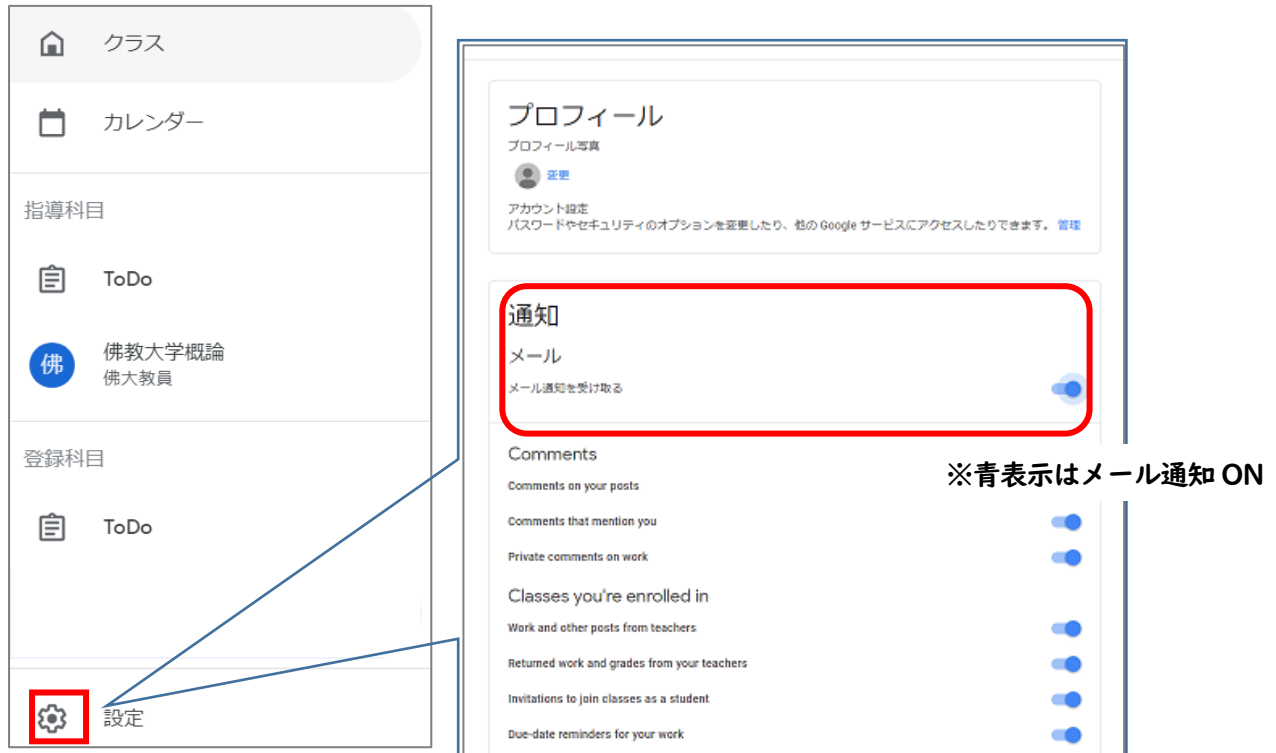 クラス
カレンダー
指導科目
ToDo
佛
佛教大学概論
佛大教員
登録科目
ToDo
設定
プロフィール
プロフィール写真
変更
アカウント設定
パスワードやセキュリティのオプションを変更したり、他の Google サービスにアクセスしたりできます。 管理
通知
メール
メール通知を受け取る
Comments
Comments on your posts
※青表示はメール通知 ON
Comments that mention you
Private comments on work
Classes you're enrolled in
Work and other posts from teachers
Returned work and grades from your teachers
Invitations to join classes as a student
Due-date reminders for your work